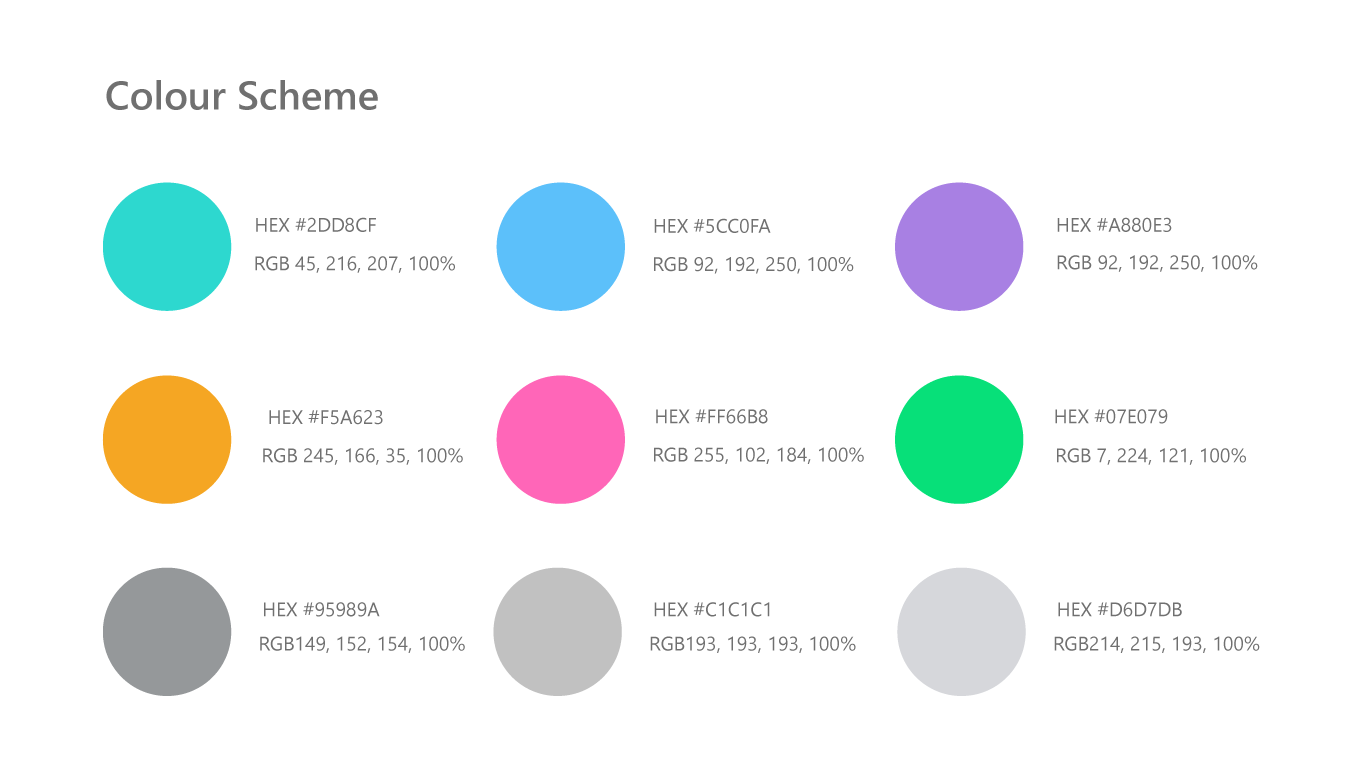 Colour Scheme
HEX #2DD8CF
RGB 45, 216, 207, 100%
HEX #5CC0FA
RGB 92, 192, 250, 100%
HEX #A880E3
RGB 92, 192, 250, 100%
HEX #F5A623
RGB 245, 166, 35, 100%
HEX #FF66B8
RGB 255, 102, 184, 100%
HEX #07E079
RGB 7, 224, 121, 100%
HEX #95989A
RGB149, 152, 154, 100%
HEX #C1C1C1
RGB193, 193, 193, 100%
HEX #D6D7DB
RGB214, 215, 193, 100%